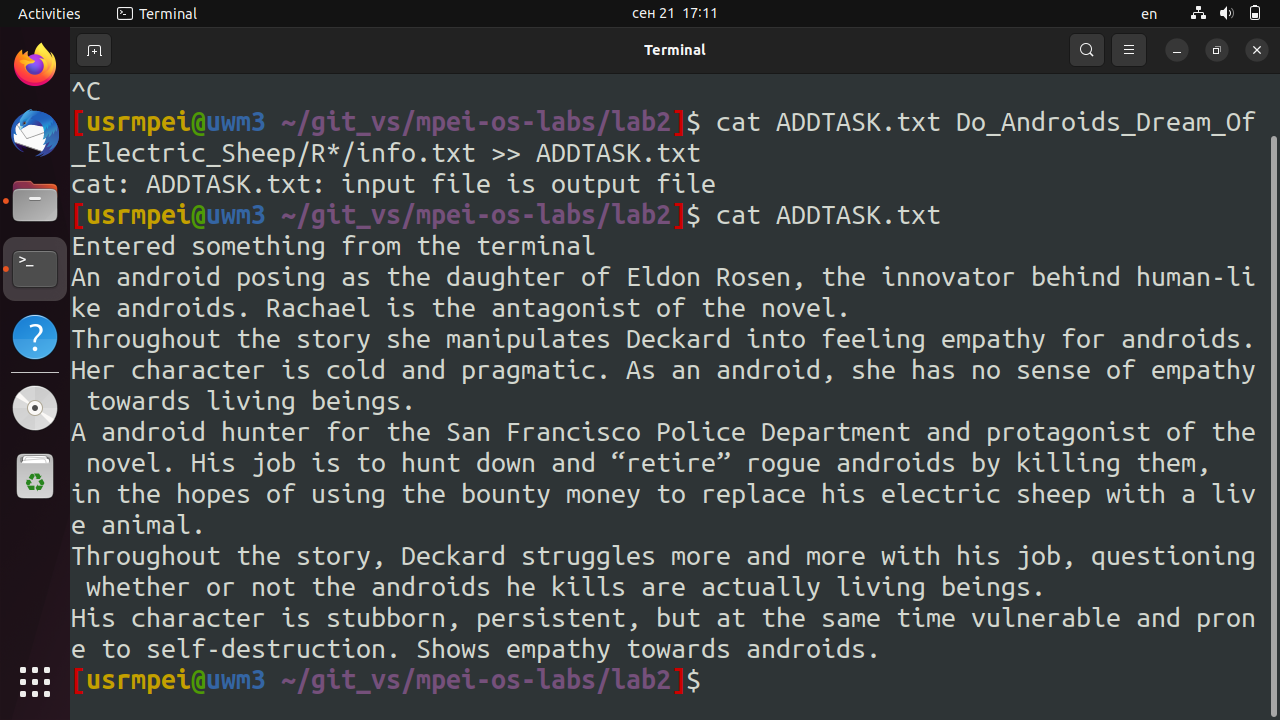 Activities Terminal сен 21 17:11 en
Terminal
^C
[usrmpei@uwm3 ~/git_vs/mpei-os-labs/lab2]$ cat ADDTASK.txt Do_Androids_Dream_Of
_Electric_Sheep/R*/info.txt >> ADDTASK.txt
cat: ADDTASK.txt: input file is output file
[usrmpei@uwm3 ~/git_vs/mpei-os-labs/lab2]$ cat ADDTASK.txt
Entered something from the terminal
An android posing as the daughter of Eldon Rosen, the innovator behind human-li
ke androids. Rachael is the antagonist of the novel.
Throughout the story she manipulates Deckard into feeling empathy for androids.
Her character is cold and pragmatic. As an android, she has no sense of empathy
 towards living beings.
A android hunter for the San Francisco Police Department and protagonist of the
 novel. His job is to hunt down and “retire” rogue androids by killing them,
in the hopes of using the bounty money to replace his electric sheep with a liv
e animal.
Throughout the story, Deckard struggles more and more with his job, questioning
 whether or not the androids he kills are actually living beings.
His character is stubborn, persistent, but at the same time vulnerable and pron
e to self-destruction. Shows empathy towards androids.
[usrmpei@uwm3 ~/git_vs/mpei-os-labs/lab2]$